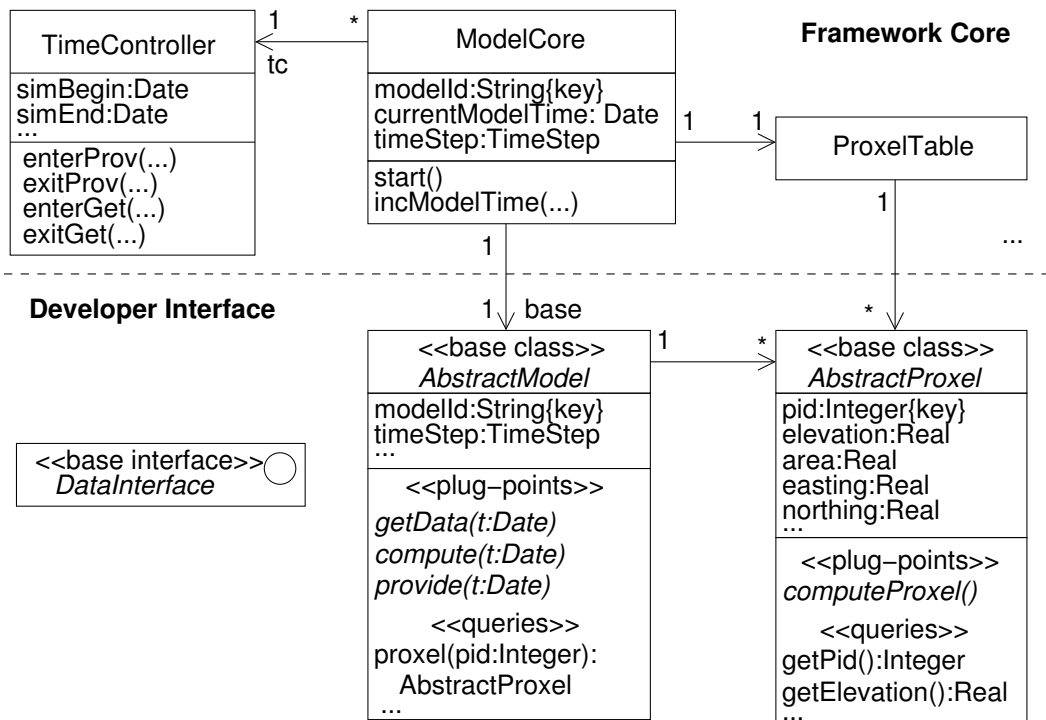 1
*
TimeController
tc
simBegin:Date
simEnd:Date
...
enterProv(...)
exitProv(...)
enterGet(...)
exitGet(...)
ModelCore
modelId:String{key}
currentModelTime: Date
timeStep:TimeStep
start()
incModelTime(...)
Framework Core
1
1
ProxelTable
1
...
1
Developer Interface
1
base
*
<<base interface>>
DataInterface
<<base class>>
AbstractModel
modelId:String{key}
timeStep:TimeStep
...
<<plug-points>>
getData(t:Date)
compute(t:Date)
provide(t:Date)
<<queries>>
proxel(pid:Integer):
AbstractProxel
...
1
*
<<base class>>
AbstractProxel
pid:Integer{key}
elevation:Real
area:Real
easting:Real
northing:Real
...
<<plug-points>>
computeProxel()
<<queries>>
getPid():Integer
getElevation():Real
...